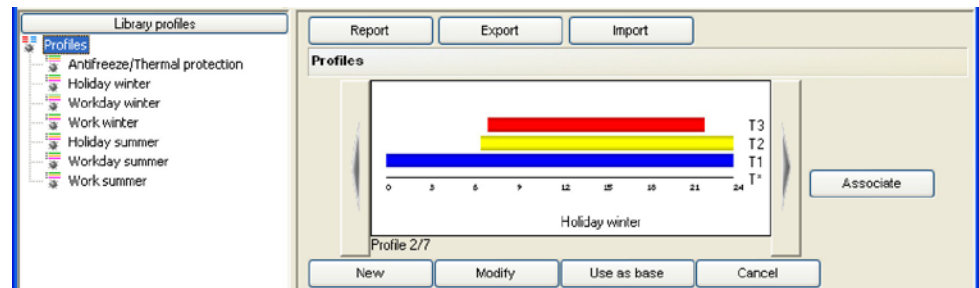 Library profiles
Profiles
Antifreeze/Thermal protection
Holiday winter
Workday winter
Work winter
Holiday summer
Workday summer
Work summer
Report Export Import
Profiles
T3
T2
T1
T*
0 3 6 9 12 15 18 21 24
Holiday winter
Profile 2/7
Associate
New Modify Use as base Cancel